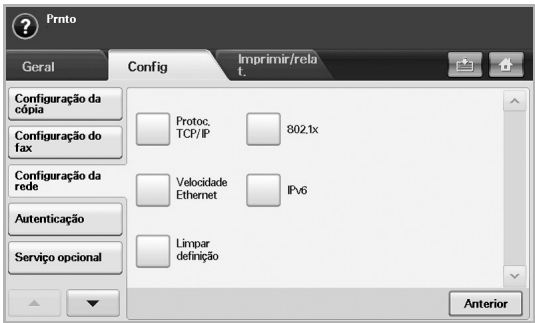 Prnto
Geral
Config
Imprimir/rela
t.
Configuração da
cópia
Configuração do
fax
Configuração da
rede
Autenticação
Serviço opcional
Protoc.
TCP/IP
802.1x
Velocidade
Ethernet
IPv6
Limpar
definição
Anterior